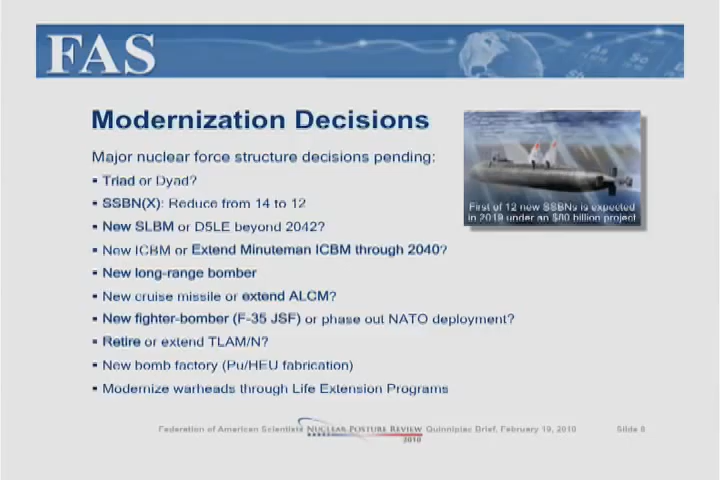 FAS
Modernization Decisions
Major nuclear force structure decisions pending:
▪ Triad or Dyad?
▪ SSBN(X): Reduce from 14 to 12
▪ New SLBM or D5LE beyond 2042?
▪ New ICBM or Extend Minuteman ICBM through 2040?
▪ New long-range bomber
▪ New cruise missile or extend ALCM?
▪ New fighter-bomber (F-35 JSF) or phase out NATO deployment?
▪ Retire or extend TLAM/N?
▪ New bomb factory (Pu/HEU fabrication)
▪ Modernize warheads through Life Extension Programs
First of 12 new SSBNs is expected
in 2019 under an $80 billion project
Federation of American Scientists NUCLEAR POSTURE REVIEW Quinnipiac Brief, February 19, 2010 Slide 8
2010